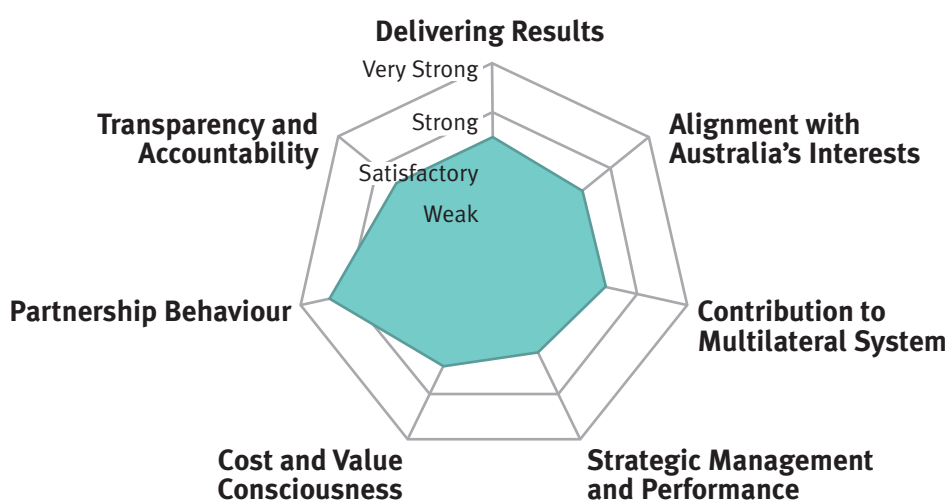 Delivering Results
Very Strong
Strong
Satisfactory
Weak
Alignment with
Australia’s Interests
Contribution to
Multilateral System
Strategic Management
and Performance
Cost and Value
Consciousness
Partnership Behaviour
Transparency and
Accountability